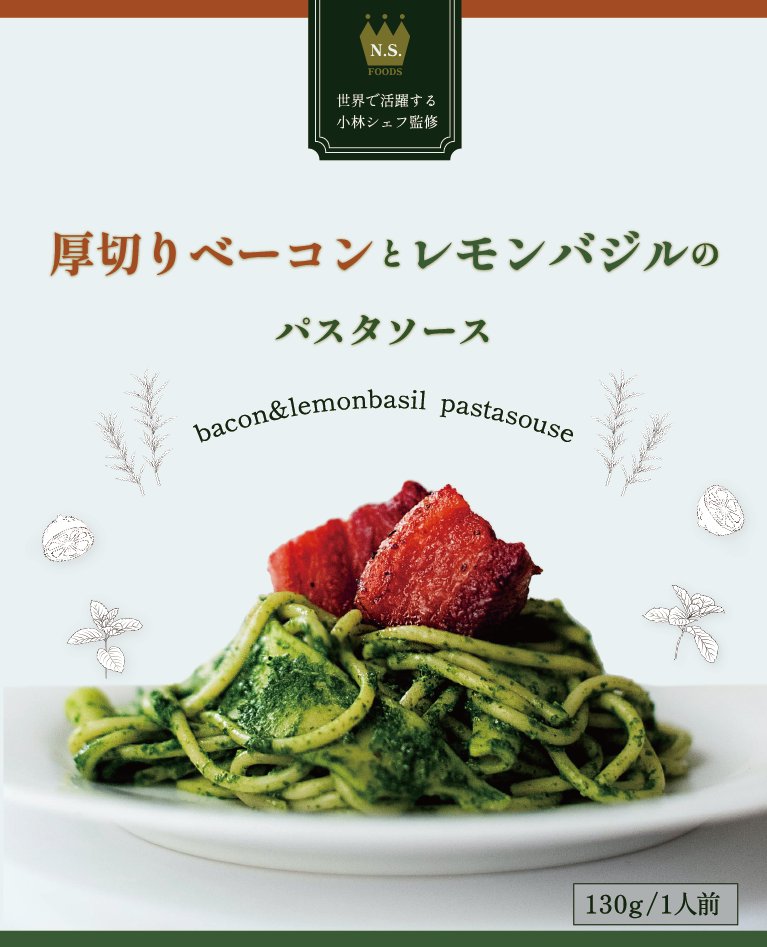 N.S.
FOODS
世界で活躍する
小林シェフ監修
厚切りベーコンとレモンバジルの
パスタソース
bacon&lemonbasil pastasouse
130g/1人前